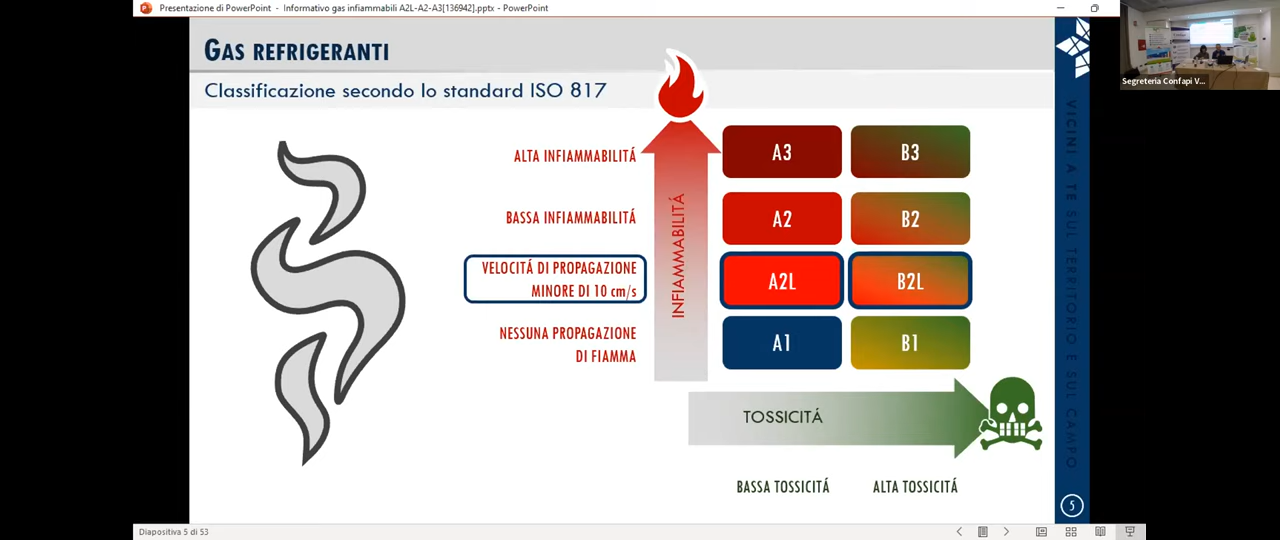 Presentazione di PowerPoint - Informativo gas infiammabili A2L-A2-A3[136942].pptx - PowerPoint
Segreteria Confapi V...
GAS REFRIGERANTI
Classificazione secondo lo standard ISO 817
ALTA INFIAMMABILITÁ
A3
B3
BASSA INFIAMMABILITÁ
A2
B2
VELOCITÁ DI PROPAGAZIONE
MINORE DI 10 cm/s
A2L
B2L
NESSUNA PROPAGAZIONE
DI FIAMMA
A1
B1
INFIAMMABILITÁ
TOSSICITÁ
BASSA TOSSICITÁ
ALTA TOSSICITÁ
VICINI A TE SUL TERRITORIO E SUL CAMPO
5
Diapositiva 5 di 53